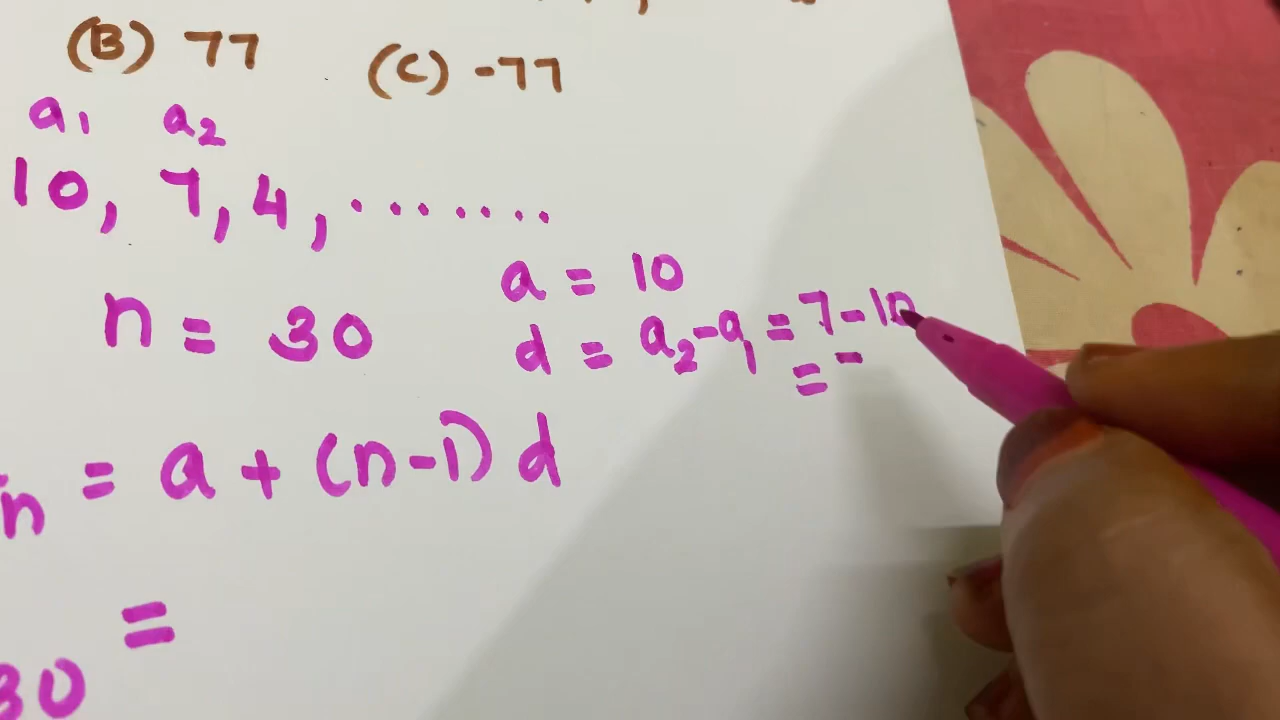 (B) 77 (C) -77
a1 a2
10, 7, 4, .......
a = 10
n = 30
d = a2 - a1 = 7 - 10
= -
n = a + (n-1) d
30 =